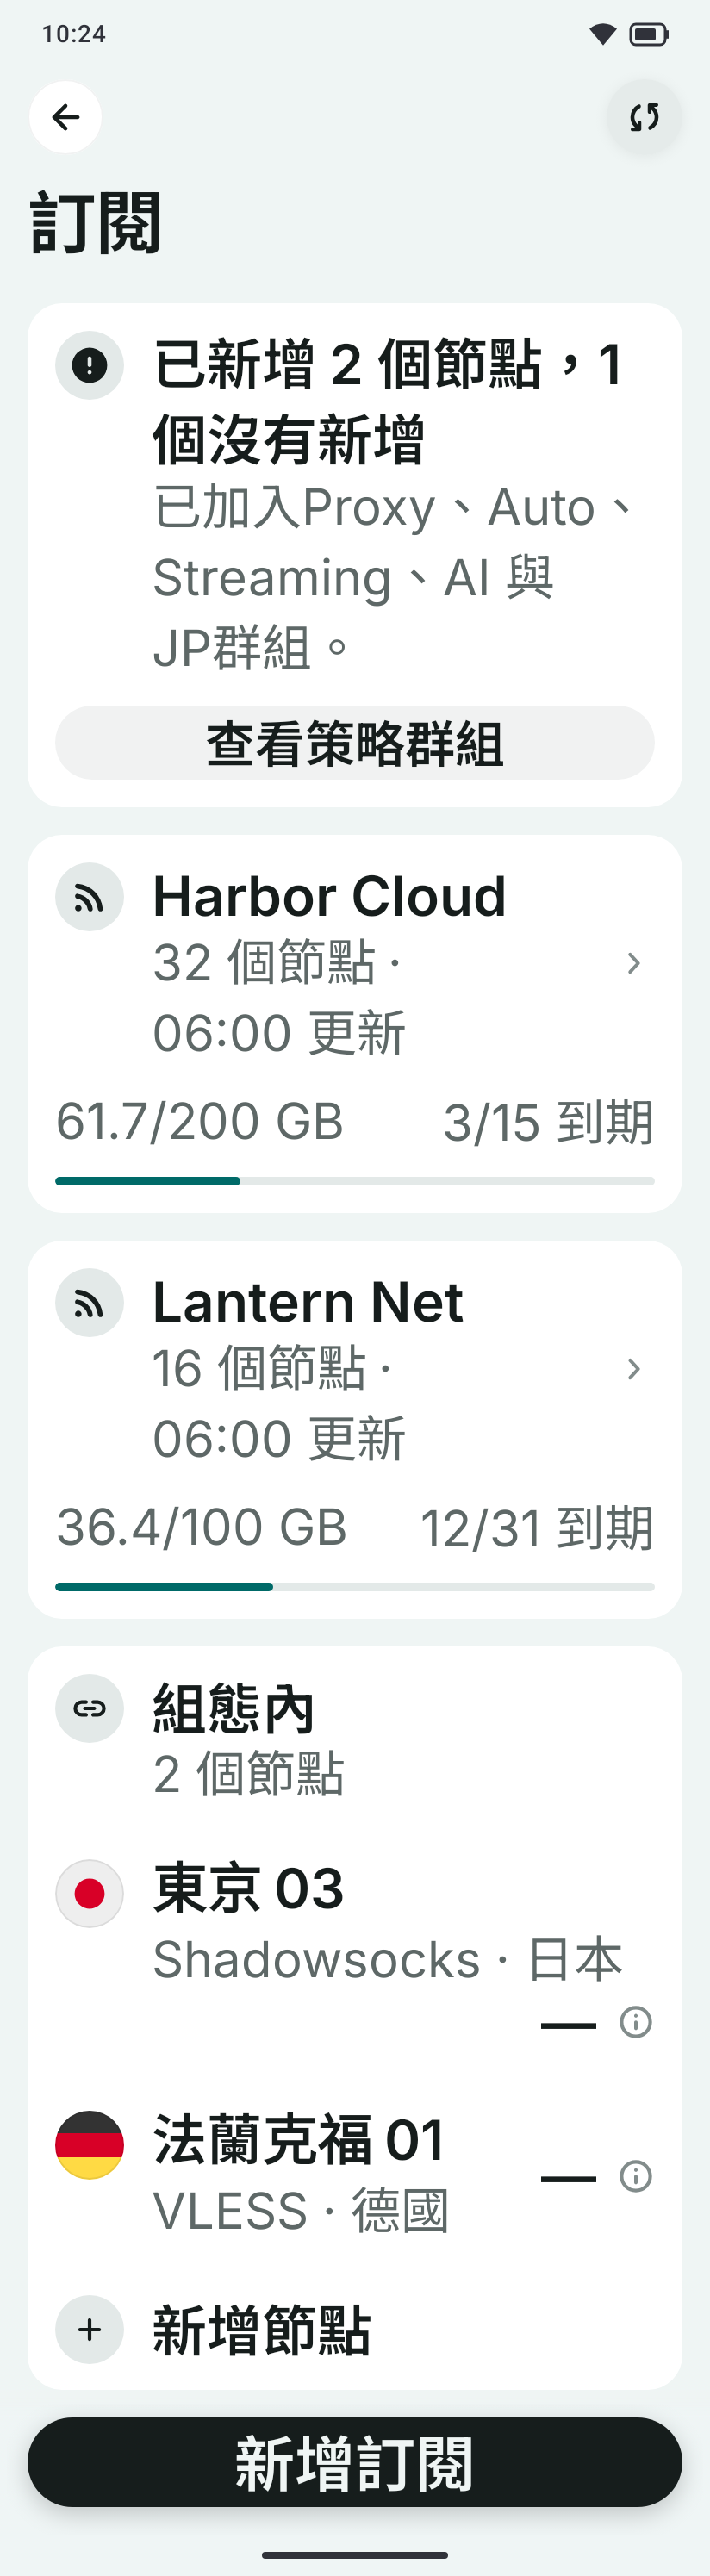 10:24
訂閱
已新增 2 個節點，1
個沒有新增
已加入Proxy、Auto、
Streaming、AI 與
JP群組。
查看策略群組
Harbor Cloud
32 個節點 ·
06:00 更新
61.7/200 GB
3/15 到期
Lantern Net
16 個節點 ·
06:00 更新
36.4/100 GB
12/31 到期
組態內
2 個節點
東京 03
Shadowsocks · 日本
—
法蘭克福 01
VLESS · 德國
—
新增節點
新增訂閱